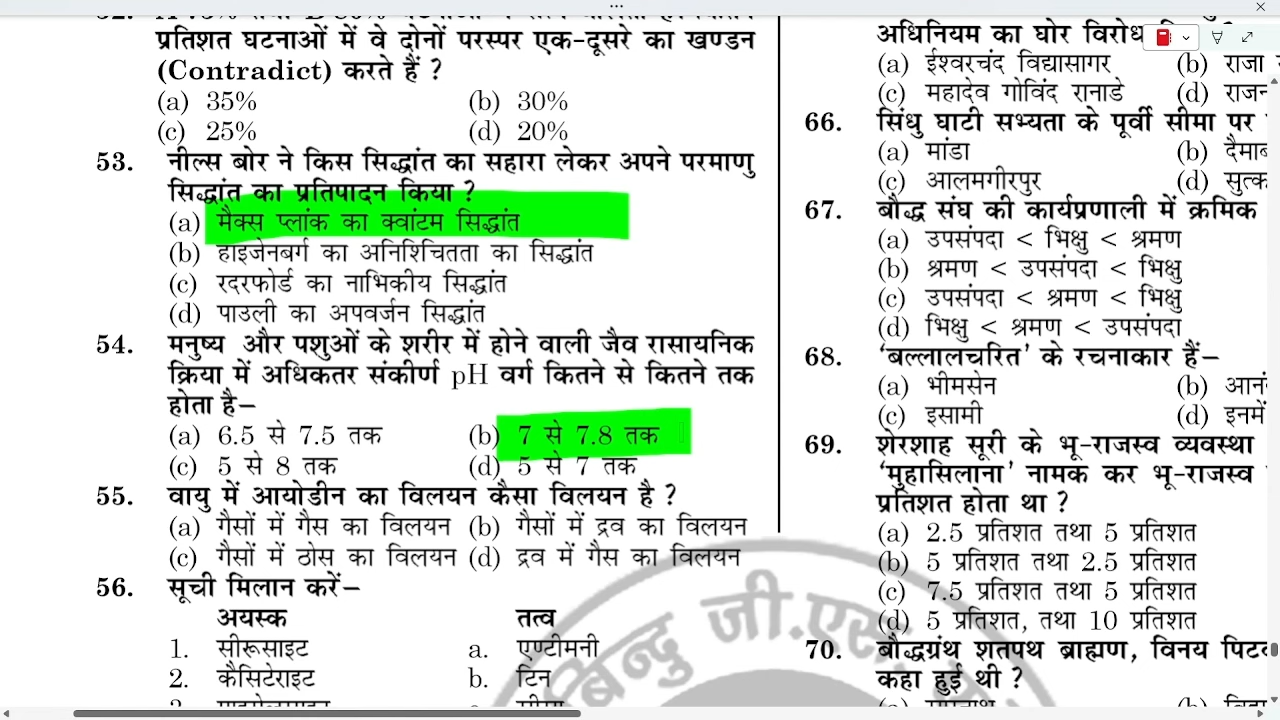 प्रतिशत घटनाओं में वे दोनों परस्पर एक-दूसरे का खण्डन
(Contradict) करते हैं ?
(a) 35% (b) 30%
(c) 25% (d) 20%
53. नील्स बोर ने किस सिद्धांत का सहारा लेकर अपने परमाणु
सिद्धांत का प्रतिपादन किया ?
(a) मैक्स प्लांक का क्वांटम सिद्धांत
(b) हाइजेनबर्ग का अनिश्चितता का सिद्धांत
(c) रदरफोर्ड का नाभिकीय सिद्धांत
(d) पाउली का अपवर्जन सिद्धांत
54. मनुष्य और पशुओं के शरीर में होने वाली जैव रासायनिक
क्रिया में अधिकतर संकीर्ण pH वर्ग कितने से कितने तक
होता है–
(a) 6.5 से 7.5 तक (b) 7 से 7.8 तक
(c) 5 से 8 तक (d) 5 से 7 तक
55. वायु में आयोडीन का विलयन कैसा विलयन है ?
(a) गैसों में गैस का विलयन (b) गैसों में द्रव का विलयन
(c) गैसों में ठोस का विलयन (d) द्रव में गैस का विलयन
56. सूची मिलान करें–
अयस्क तत्व
1. सीरूसाइट a. एण्टीमनी
2. कैसिटेराइट b. टिन
अधिनियम का घोर विरोध
(a) ईश्वरचंद विद्यासागर (b) राजा
(c) महादेव गोविंद रानाडे (d)
66. सिंधु घाटी सभ्यता के पूर्वी सीमा पर
(a) मांडा (b)
(c) आलमगीरपुर (d)
67. बौद्ध संघ की कार्यप्रणाली में क्रमिक
(a) उपसंपदा < भिक्षु < श्रमण
(b) श्रमण < उपसंपदा < भिक्षु
(c) उपसंपदा < श्रमण < भिक्षु
(d) भिक्षु < श्रमण < उपसंपदा
68. ‘बल्लालचरित’ के रचनाकार हैं–
(a) भीमसेन (b)
(c) इसामी (d) इनमें
69. शेरशाह सूरी के भू-राजस्व व्यवस्था
‘मुहासिलाना’ नामक कर भू-राजस्व
प्रतिशत होता था ?
(a) 2.5 प्रतिशत तथा 5 प्रतिशत
(b) 5 प्रतिशत तथा 2.5 प्रतिशत
(c) 7.5 प्रतिशत तथा 5 प्रतिशत
(d) 5 प्रतिशत, तथा 10 प्रतिशत
70. बौद्धग्रंथ शतपथ ब्राह्मण, विनय
कहा हुई थी ?
बिन्दु जी.एस.